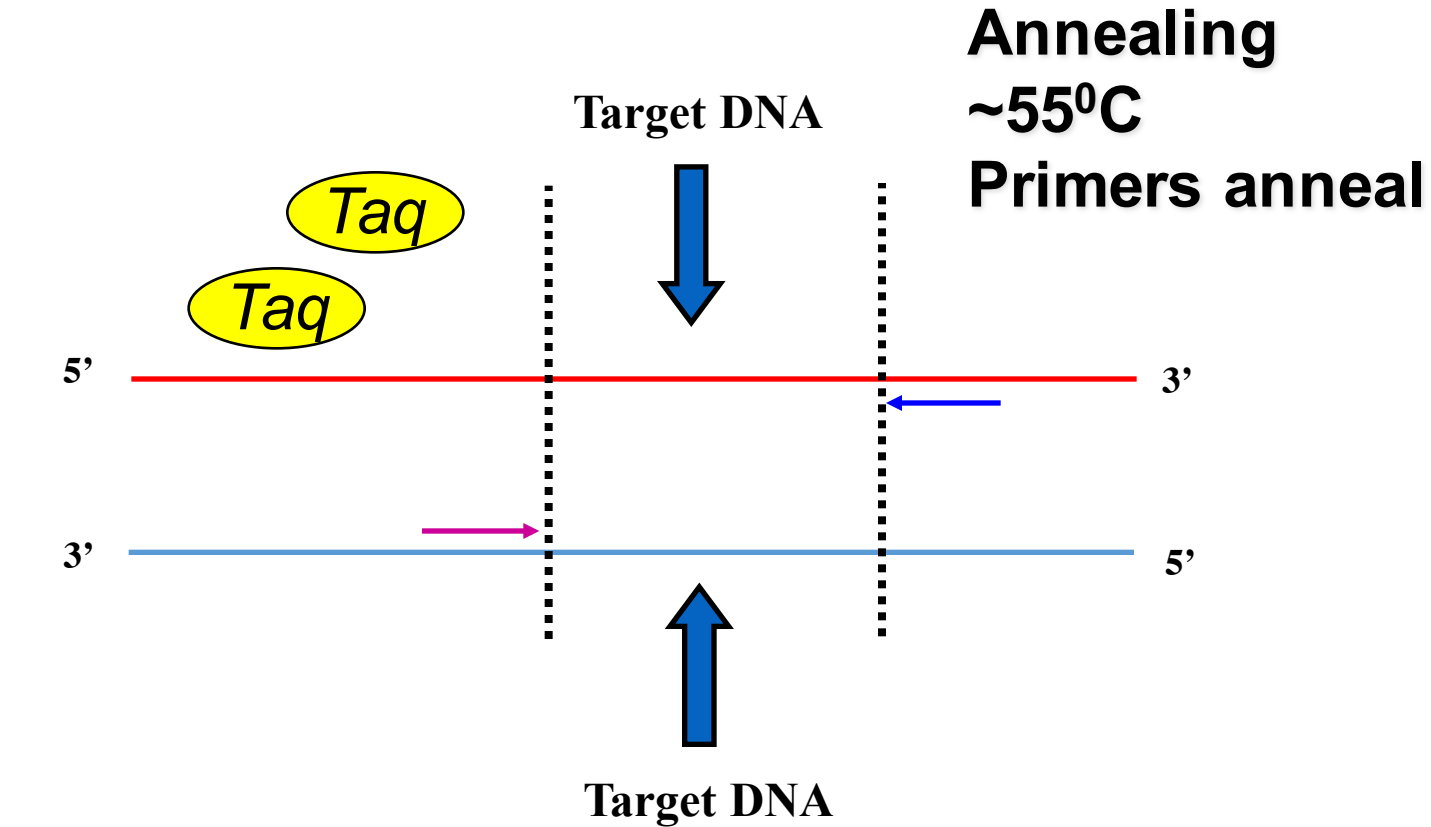 Annealing
~55⁰C
Primers anneal
Target DNA
Taq
Taq
5’
3’
3’
5’
Target DNA